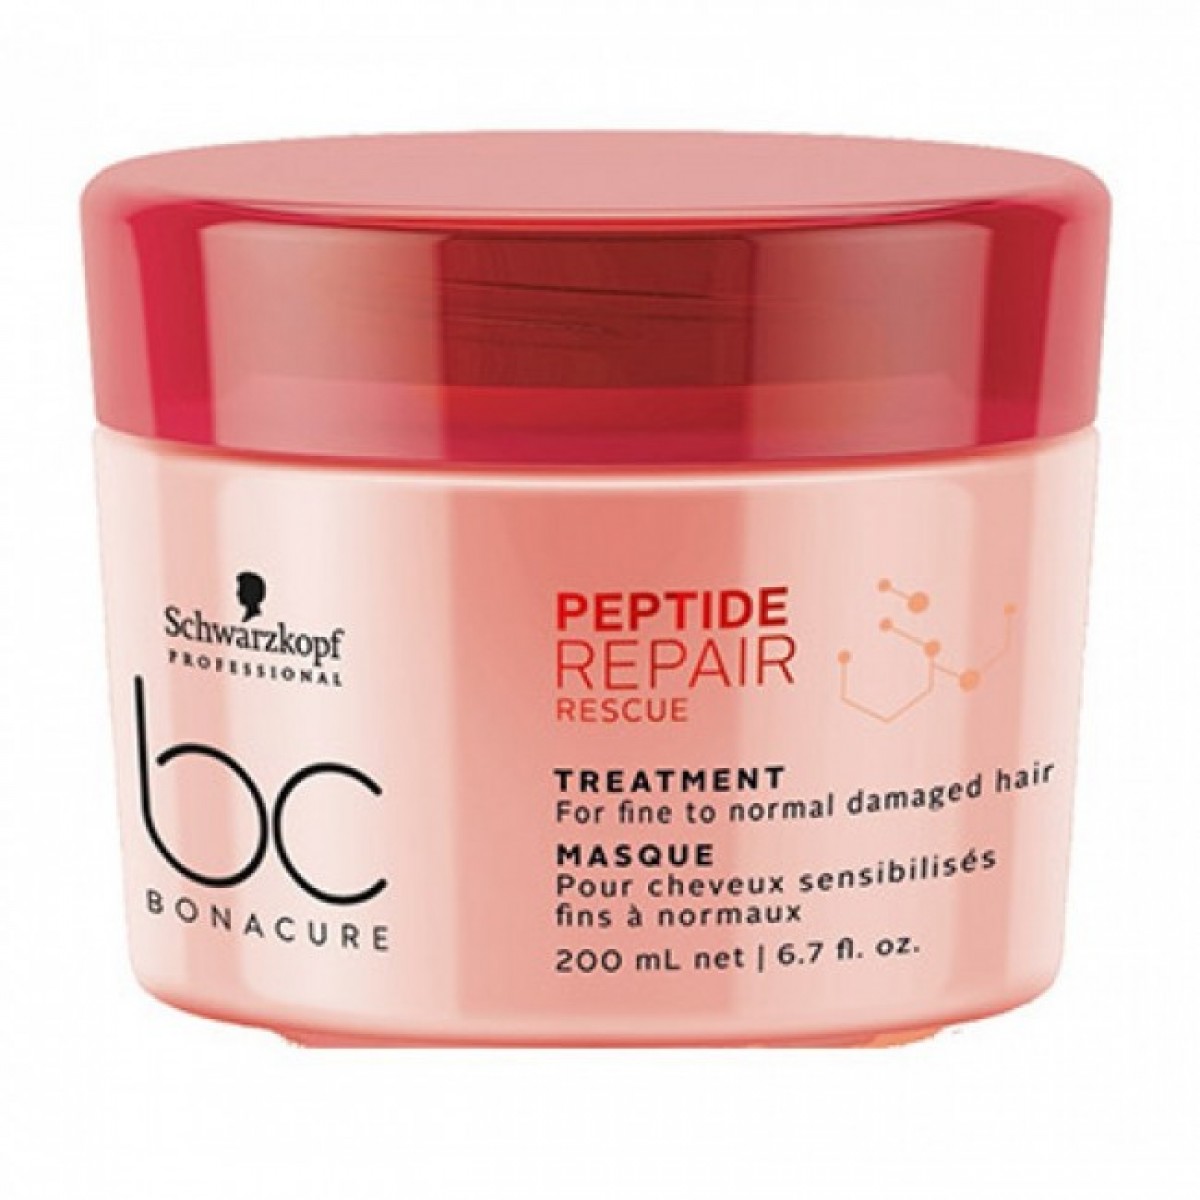 Schwarzkopf
PROFESSIONAL
bc
BONACURE
PEPTIDE
REPAIR
RESCUE
TREATMENT
For fine to normal damaged hair
MASQUE
Pour cheveux sensibilisés
fins à normaux
200 mL net | 6.7 fl. oz.